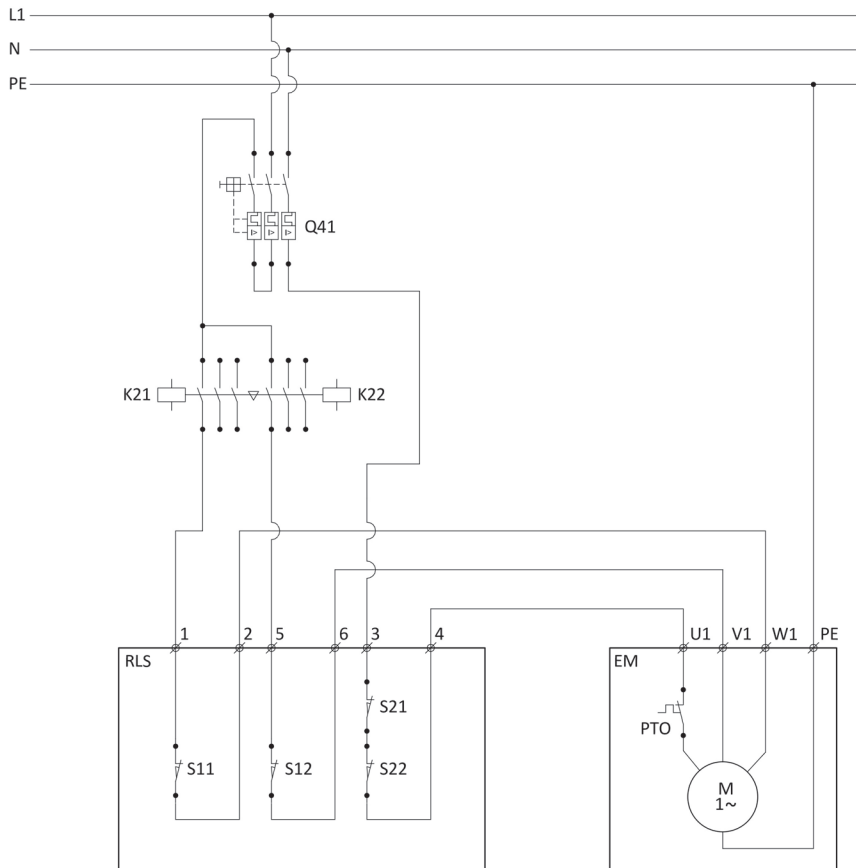 L1
N
PE
Q41
K21
K22
1 2 5 6 3 4
U1 V1 W1 PE
RLS
EM
S21
PTO
S11 S12 S22
M
1~